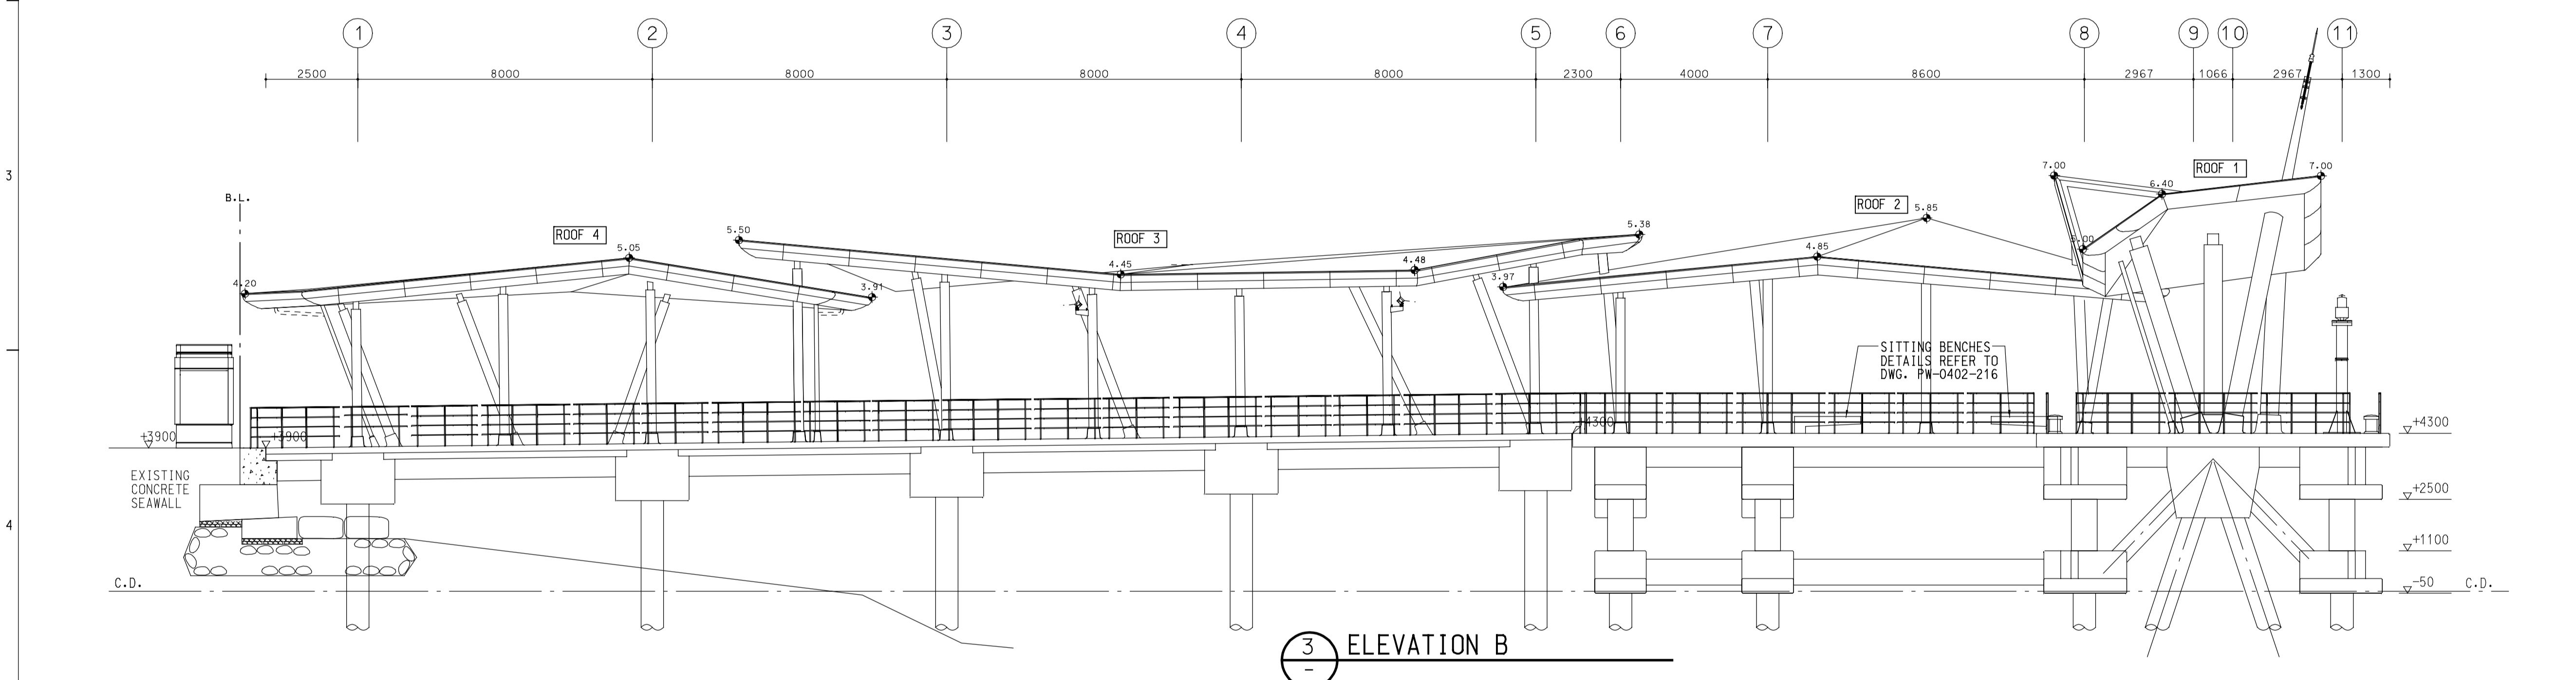 1 2 3 4 5 6 7 8 9 10 11
2500 8000 8000 8000 8000 2300 4000 8600 2967 1066 2967 1300
3
B.L.
ROOF 4
ROOF 3
ROOF 2
ROOF 1
4.20
5.05
3.91
5.50
4.45
4.48
5.38
3.97
4.85
5.85
7.00
6.40
7.00
SITTING BENCHES
DETAILS REFER TO
DWG. PW-0402-216
+3900
+3900
+4300
+4300
EXISTING
CONCRETE
SEAWALL
+2500
4
+1100
C.D.
-50
C.D.
3
-
ELEVATION B